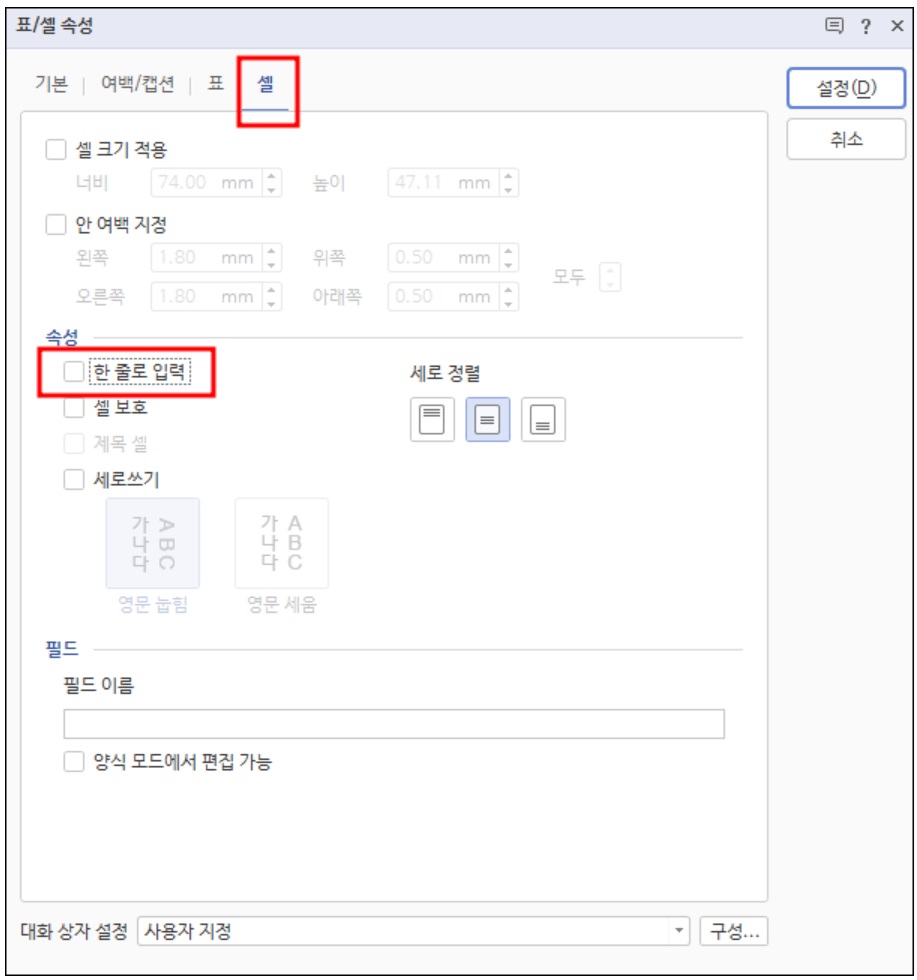 표/셀 속성
?
기본 | 여백/캡션 | 표 셀
설정(D)
취소
셀 크기 적용
너비 74.00 mm 높이 47.11 mm
안 여백 지정
왼쪽 1.80 mm 위쪽 0.50 mm
모두
오른쪽 1.80 mm 아래쪽 0.50 mm
속성
한 줄로 입력 세로 정렬
셀 보호
제목 셀
세로쓰기
가나다 ABC
가나다 ABC
영문 눕힘 영문 세움
필드
필드 이름
양식 모드에서 편집 가능
대화 상자 설정 사용자 지정 구성...